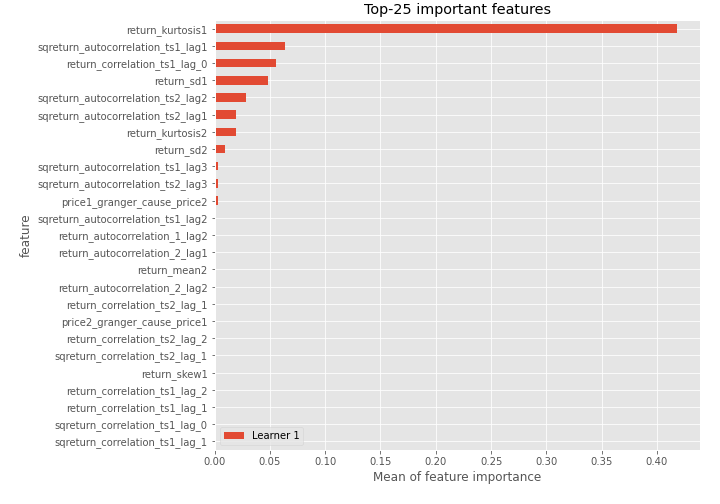 Top-25 important features
return_kurtosis1
sqreturn_autocorrelation_ts1_lag1
return_correlation_ts1_lag_0
return_sd1
sqreturn_autocorrelation_ts2_lag2
sqreturn_autocorrelation_ts2_lag1
return_kurtosis2
return_sd2
sqreturn_autocorrelation_ts1_lag3
sqreturn_autocorrelation_ts2_lag3
price1_granger_cause_price2
sqreturn_autocorrelation_ts1_lag2
return_autocorrelation_1_lag2
return_autocorrelation_2_lag1
return_mean2
return_autocorrelation_2_lag2
return_correlation_ts2_lag_1
price2_granger_cause_price1
return_correlation_ts2_lag_2
sqreturn_correlation_ts2_lag_1
return_skew1
return_correlation_ts1_lag_2
return_correlation_ts1_lag_1
sqreturn_correlation_ts1_lag_0
sqreturn_correlation_ts1_lag_1
feature
Learner 1
0.00 0.05 0.10 0.15 0.20 0.25 0.30 0.35 0.40
Mean of feature importance